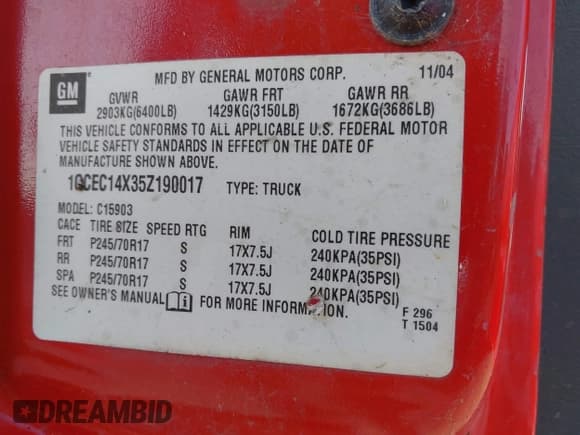 GM
MFD BY GENERAL MOTORS CORP. 11/04
GVWR GAWR FRT GAWR RR
2903KG(6400LB) 1429KG(3150LB) 1672KG(3686LB)
THIS VEHICLE CONFORMS TO ALL APPLICABLE U.S. FEDERAL MOTOR
VEHICLE SAFETY STANDARDS IN EFFECT ON THE DATE OF
MANUFACTURE SHOWN ABOVE.
1GCEC14X35Z190017 TYPE: TRUCK
MODEL: C15903
CACE TIRE SIZE SPEED RTG RIM COLD TIRE PRESSURE
FRT P245/70R17 S 17X7.5J 240KPA(35PSI)
RR P245/70R17 S 17X7.5J 240KPA(35PSI)
SPA P245/70R17 S 17X7.5J 240KPA(35PSI)
SEE OWNER'S MANUAL FOR MORE INFORMATION.
F 296
T 1504
DREAMBID